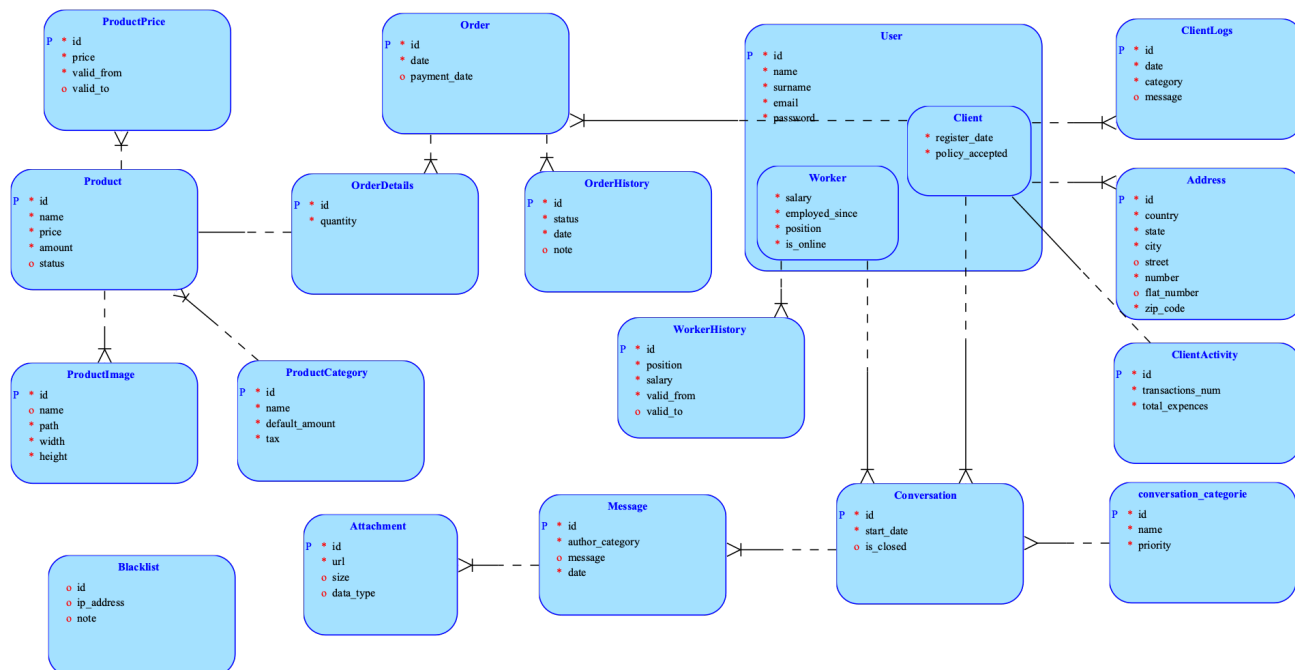 ProductPrice
P * id
* price
* valid_from
o valid_to
Order
P * id
* date
o payment_date
User
P * id
* name
* surname
* email
* password
Client
* register_date
* policy_accepted
Worker
* salary
* employed_since
* position
* is_online
ClientLogs
P * id
* date
* category
o message
Product
P * id
* name
* price
* amount
o status
OrderDetails
P * id
* quantity
OrderHistory
P * id
* status
* date
o note
Address
P * id
* country
* state
* city
o street
* number
o flat_number
* zip_code
WorkerHistory
P * id
* position
* salary
* valid_from
o valid_to
ClientActivity
P * id
* transactions_num
* total_expences
ProductImage
P * id
o name
* path
* width
* height
ProductCategory
P * id
* name
* default_amount
* tax
Attachment
P * id
* url
o size
o data_type
Message
P * id
* author_category
o message
* date
Conversation
P * id
* start_date
o is_closed
conversation_categorie
P * id
* name
* priority
Blacklist
o id
o ip_address
o note